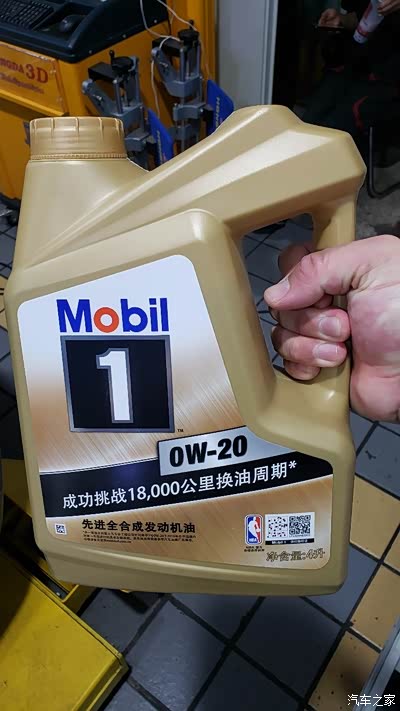 3D
Mobil
1
TM
0W-20
成功挑战18,000公里换油周期*
先进全合成发动机油
NBA
净含量:4升
汽车之家